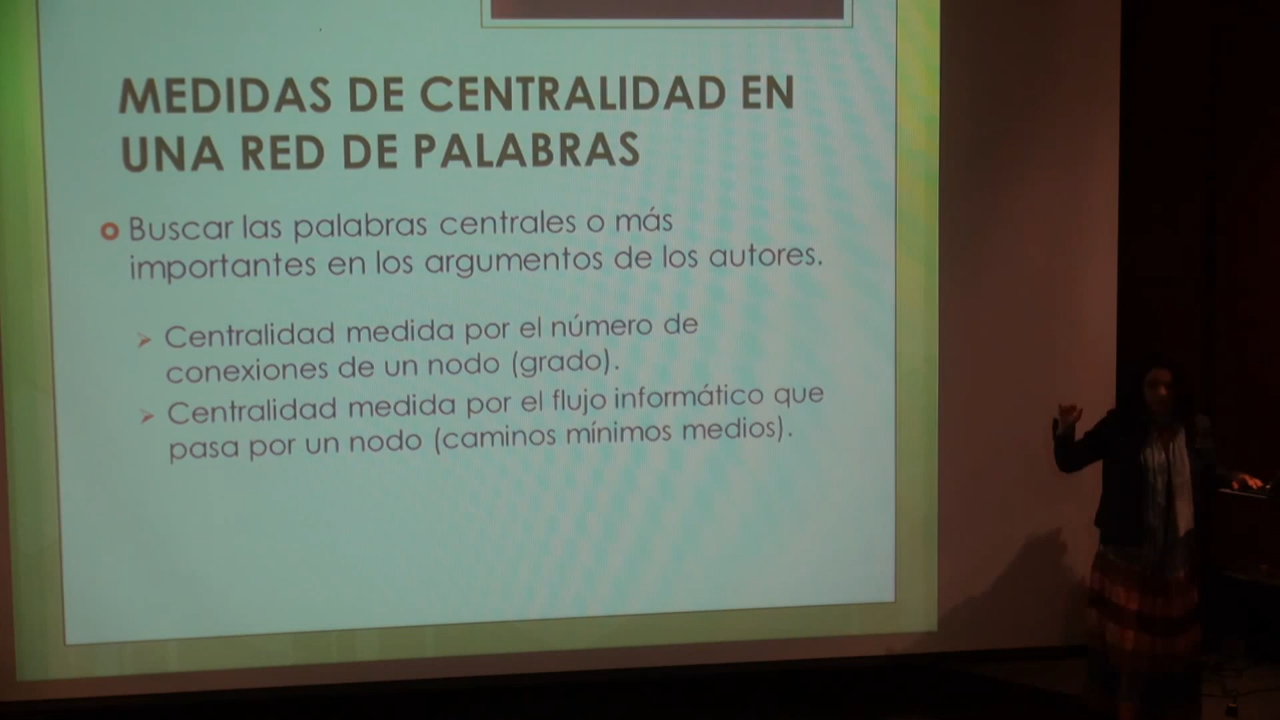 MEDIDAS DE CENTRALIDAD EN
UNA RED DE PALABRAS
Buscar las palabras centrales o más
importantes en los argumentos de los autores.
Centralidad medida por el número de
conexiones de un nodo (grado).
Centralidad medida por el flujo informático que
pasa por un nodo (caminos mínimos medios).